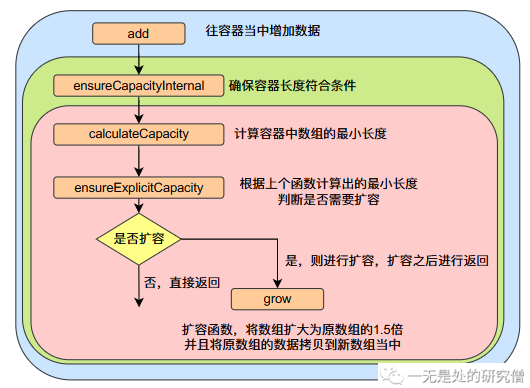 add
往容器当中增加数据
ensureCapacityInternal
确保容器长度符合条件
calculateCapacity
计算容器中数组的最小长度
ensureExplicitCapacity
根据上个函数计算出的最小长度
判断是否需要扩容
是否扩容
是，则进行扩容，扩容之后进行返回
否，直接返回
grow
扩容函数，将数组扩大为原数组的1.5倍
并且将原数组的数据拷贝到新数组当中
一无是处的研究僧